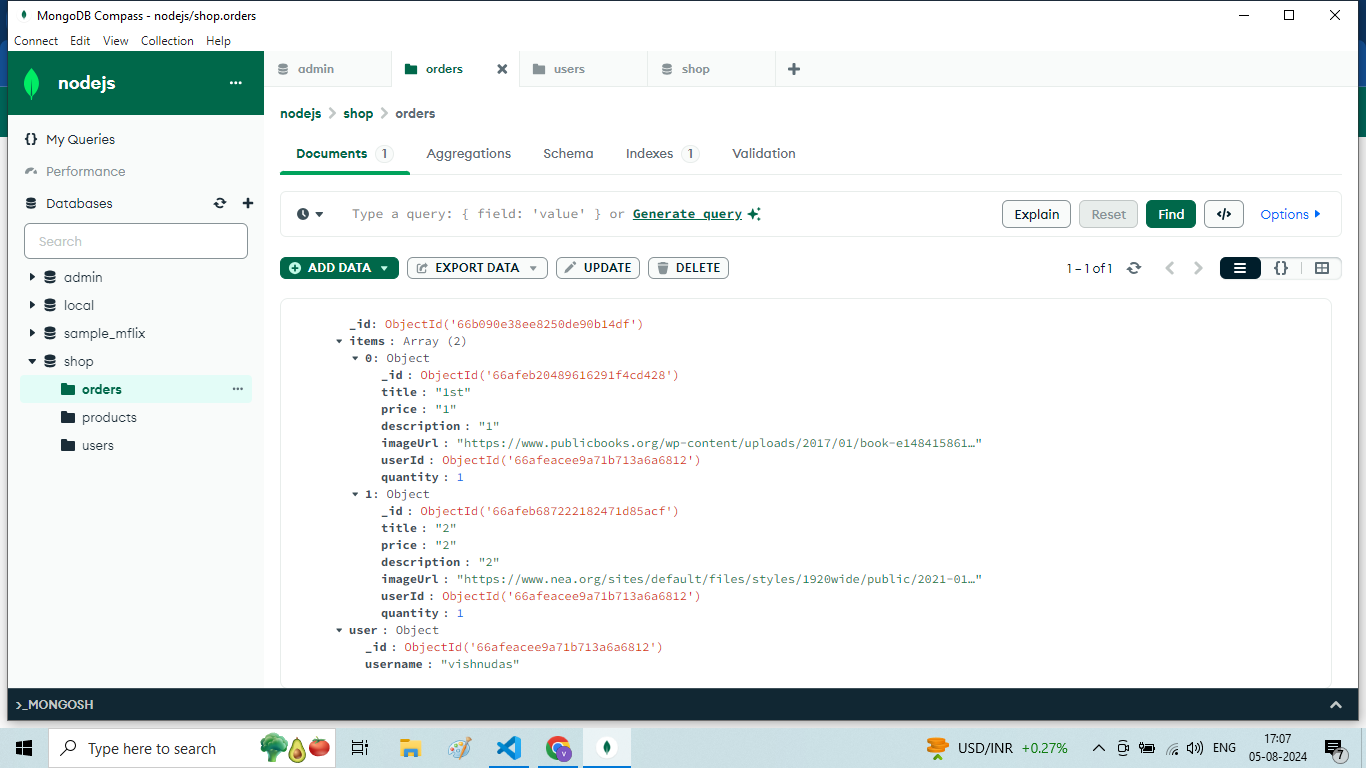 MongoDB Compass - nodejs/shop.orders
Connect Edit View Collection Help
nodejs
admin
orders
users
shop
My Queries
Performance
Databases
Search
admin
local
sample_mflix
shop
orders
products
users
nodejs > shop > orders
Documents 1
Aggregations
Schema
Indexes 1
Validation
Type a query: { field: 'value' } or Generate query
Explain
Reset
Find
</>
Options
ADD DATA
EXPORT DATA
UPDATE
DELETE
1 – 1 of 1
{}
_id: ObjectId('66b090e38ee8250de90b14df')
items : Array (2)
0: Object
_id : ObjectId('66afeb20489616291f4cd428')
title : "1st"
price : "1"
description : "1"
imageUrl : "https://www.publicbooks.org/wp-content/uploads/2017/01/book-e148415861…"
userId : ObjectId('66afeacee9a71b713a6a6812')
quantity : 1
1: Object
_id : ObjectId('66afeb687222182471d85acf')
title : "2"
price : "2"
description : "2"
imageUrl : "https://www.nea.org/sites/default/files/styles/1920wide/public/2021-01…"
userId : ObjectId('66afeacee9a71b713a6a6812')
quantity : 1
user : Object
_id : ObjectId('66afeacee9a71b713a6a6812')
username : "vishnudas"
>_MONGOSH
Type here to search
V
USD/INR +0.27%
ENG
17:07
05-08-2024
7